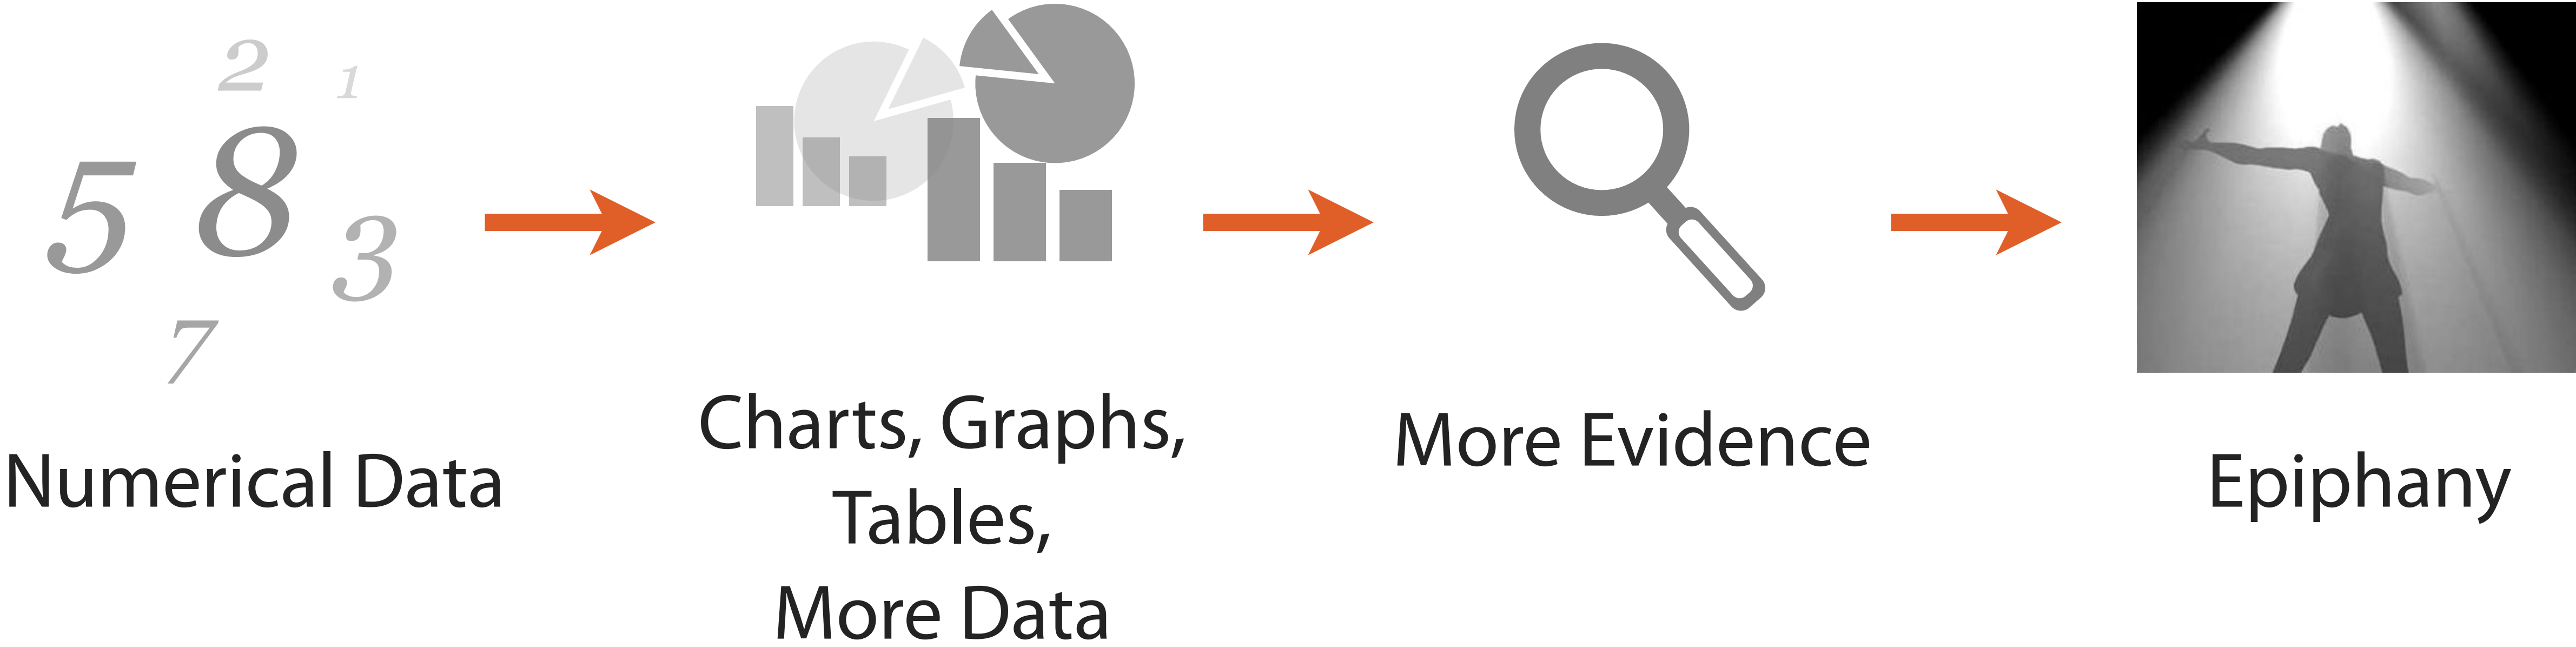 2
1
5
8
3
7
Numerical Data
Charts, Graphs,
Tables,
More Data
More Evidence
Epiphany